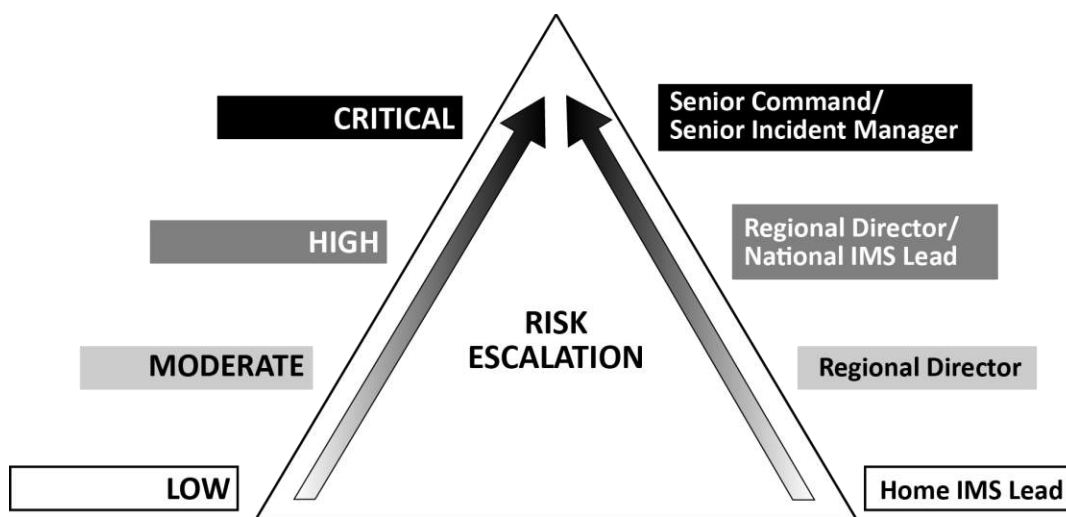 CRITICAL
Senior Command/
Senior Incident Manager
HIGH
Regional Director/
National IMS Lead
RISK
ESCALATION
MODERATE
Regional Director
LOW
Home IMS Lead